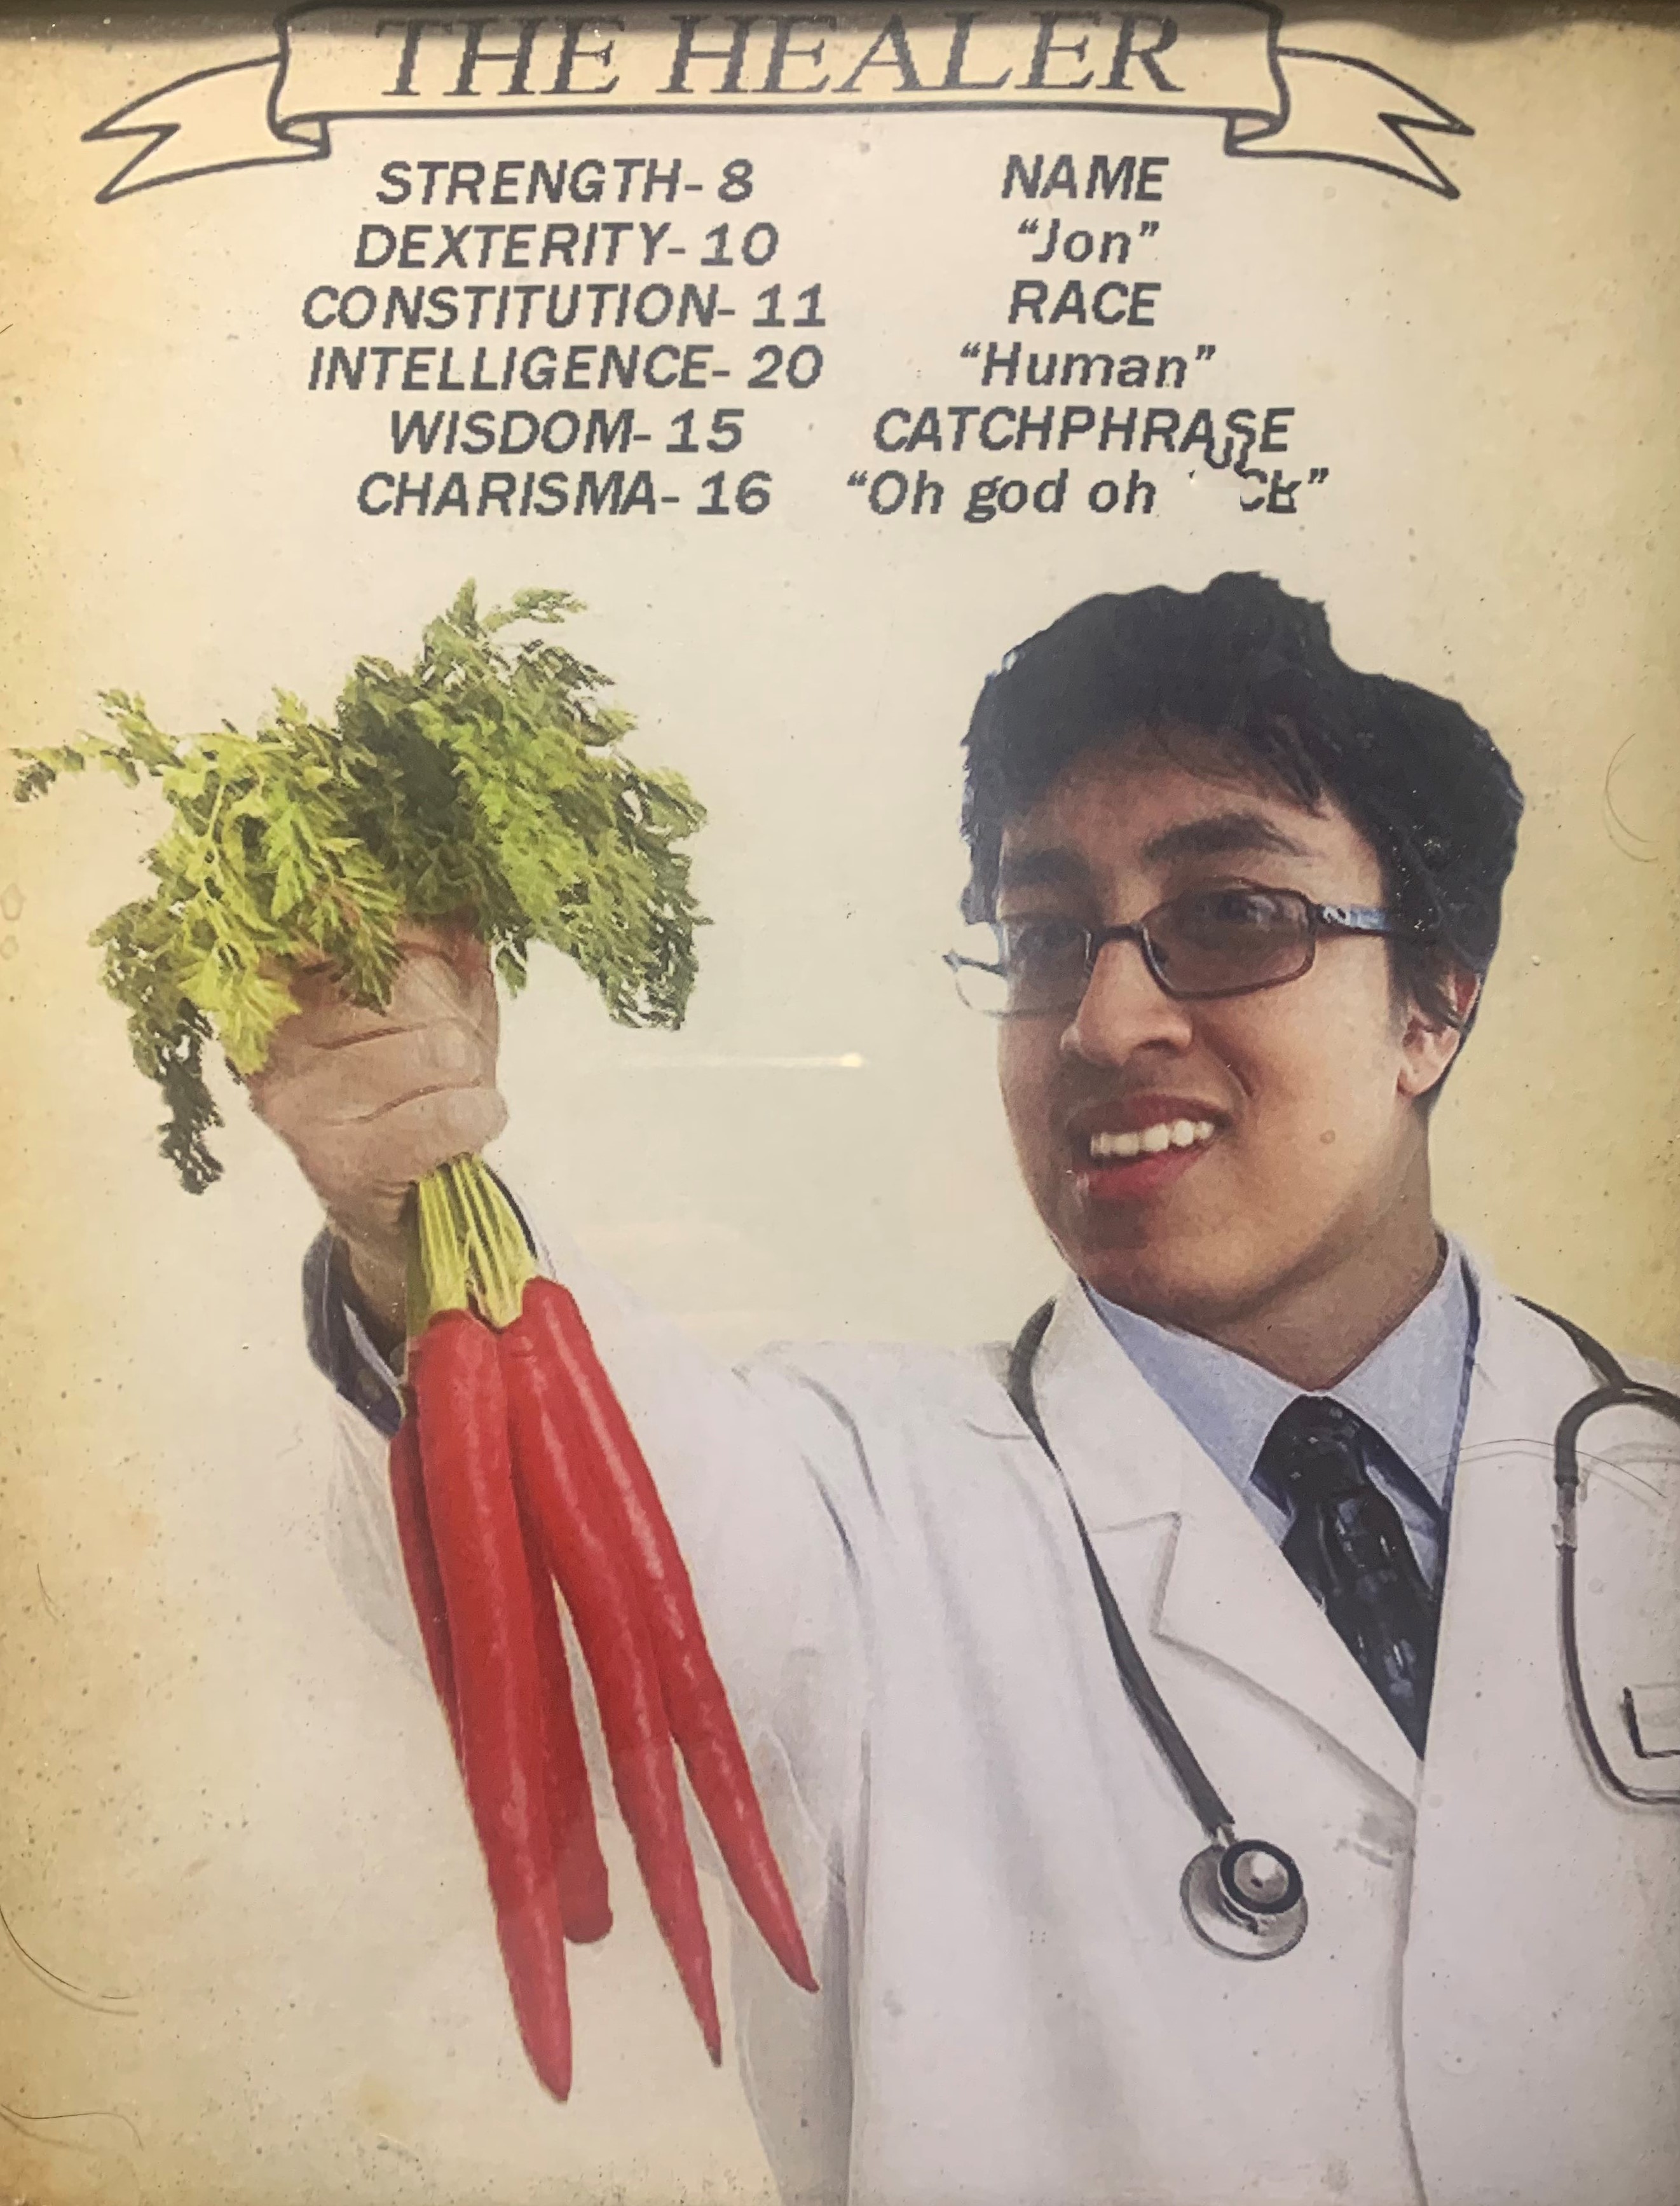 THE HEALER
STRENGTH- 8
DEXTERITY- 10
CONSTITUTION- 11
INTELLIGENCE- 20
WISDOM- 15
CHARISMA- 16
NAME
“Jon”
RACE
“Human”
CATCHPHRASE
“Oh god oh